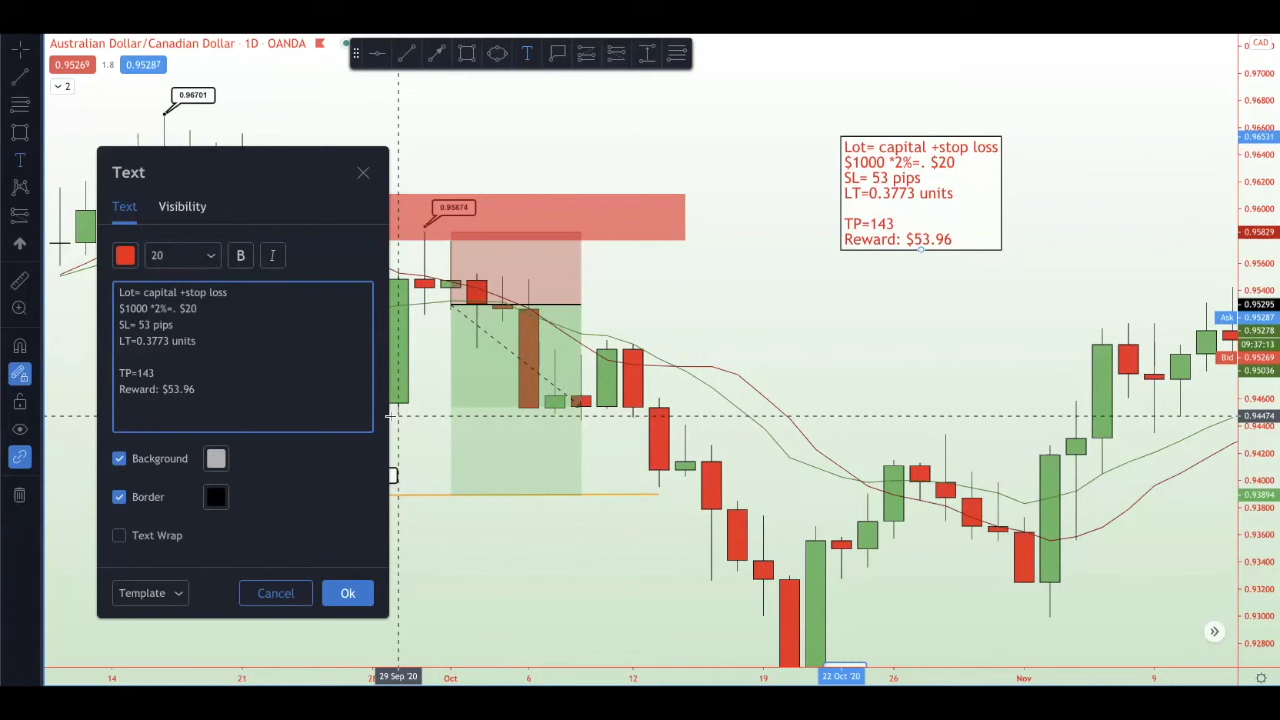 Australian Dollar/Canadian Dollar · 1D · OANDA
CAD
0.95269 1.8 0.95287
2
0.96701
0.95874
Lot= capital +stop loss
$1000 *2%=. $20
SL= 53 pips
LT=0.3773 units
TP=143
Reward: $53.96
Text
Text Visibility
20 B I
Lot= capital +stop loss
$1000 *2%=. $20
SL= 53 pips
LT=0.3773 units
TP=143
Reward: $53.96
Background
Border
Text Wrap
Template Cancel Ok
0.97000
0.96800
0.96600
0.96531
0.96400
0.96200
0.96000
0.95829
0.95600
0.95400
0.95295
Ask 0.95287
0.95278
09:37:13
Bid 0.95269
0.95036
0.94600
0.94474
0.94400
0.94200
0.94000
0.93894
0.93800
0.93600
0.93400
0.93200
0.93000
0.92800
14 21 28 29 Sep '20 Oct 6 12 19 22 Oct '20 26 Nov 9